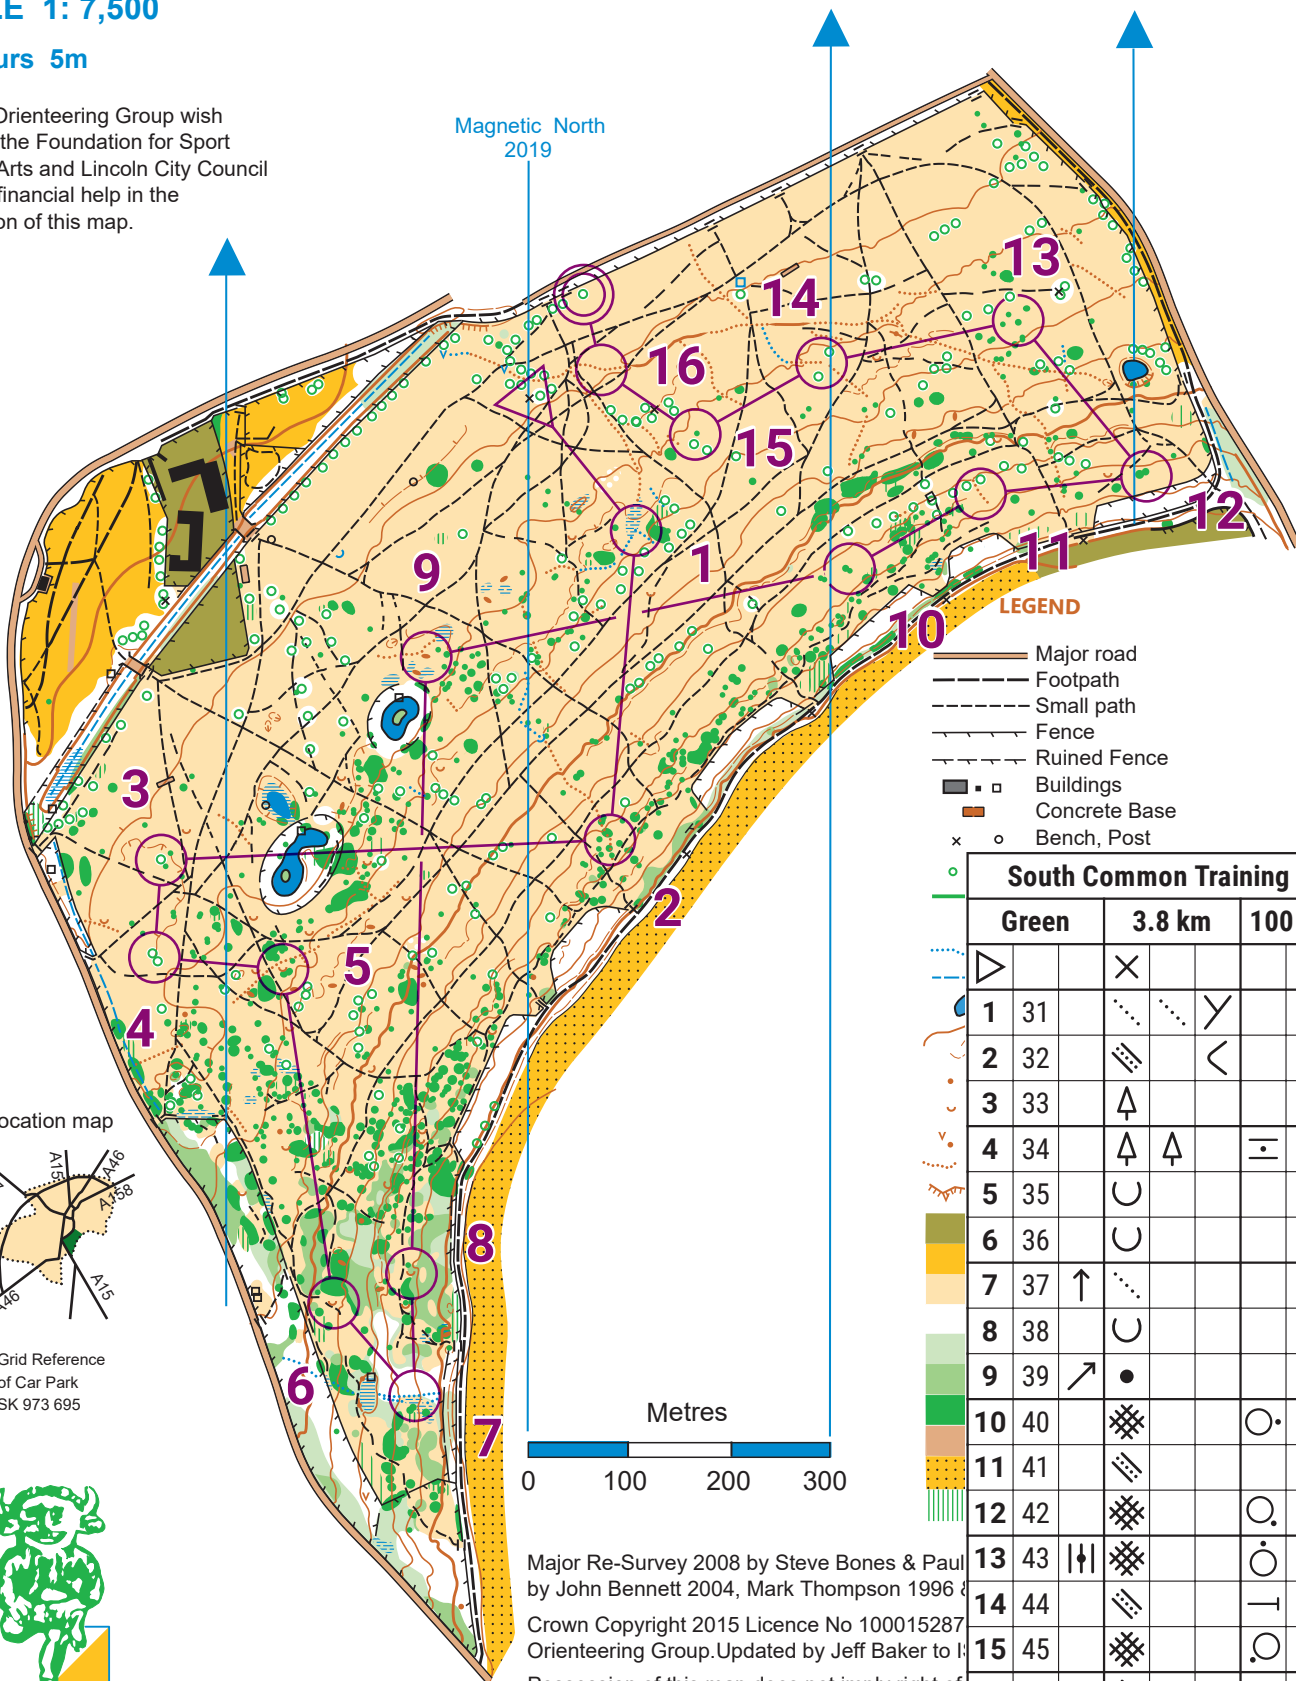 1: 7,500
5m
Orienteering Group wish
the Foundation for Sport
Arts and Lincoln City Council
financial help in the
of this map.
Magnetic North
2019
13
14
16
15
12
1
9
11
10
LEGEND
Major road
Footpath
Small path
Fence
Ruined Fence
Buildings
Concrete Base
Bench, Post
3
2
5
4
8
6
7
South Common Training
Green 3.8 km 100
1 31
2 32
3 33
4 34
5 35
6 36
7 37
8 38
9 39
10 40
11 41
12 42
13 43
14 44
15 45
map
A15
A46
A158
A15
A46
Grid Reference
of Car Park
SK 973 695
Metres
0 100 200 300
Major Re-Survey 2008 by Steve Bones & Paul
by John Bennett 2004, Mark Thompson 1996 &
Crown Copyright 2015 Licence No 100015287
Orienteering Group.Updated by Jeff Baker to